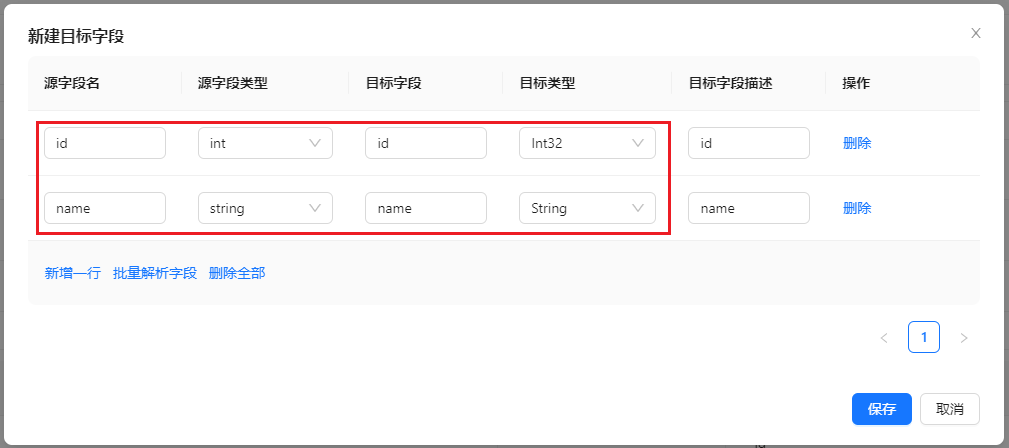 新建目标字段
源字段名 源字段类型 目标字段 目标类型 目标字段描述 操作
id int id Int32 id 删除
name string name String name 删除
新增一行 批量解析字段 删除全部
1
保存 取消